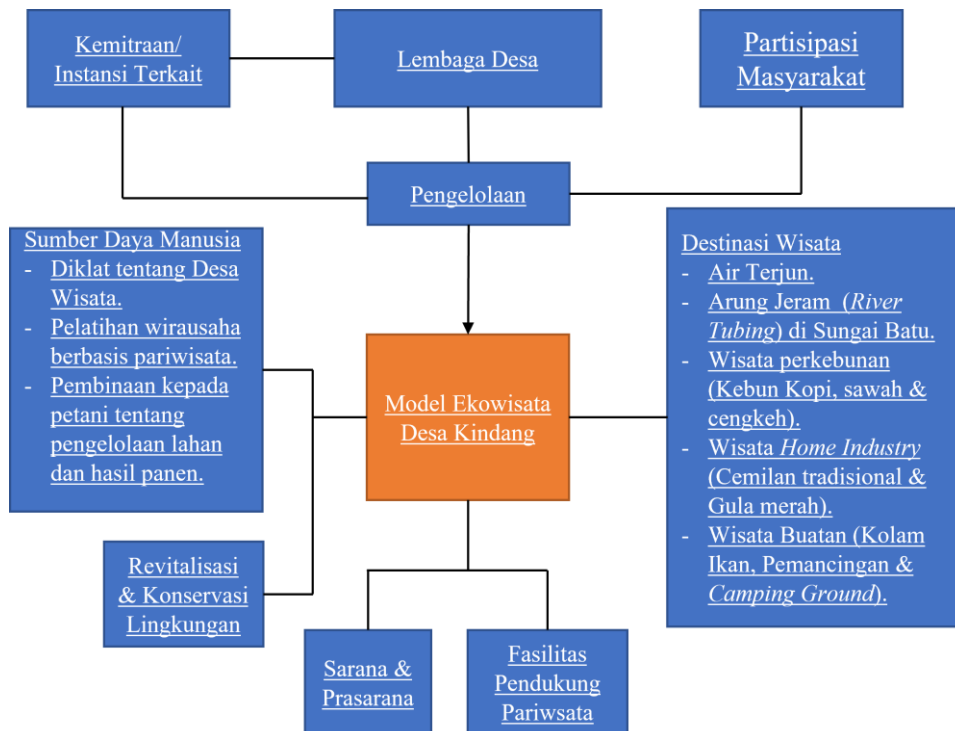 Kemitraan/
Instansi Terkait
Lembaga Desa
Partisipasi
Masyarakat
Pengelolaan
Sumber Daya Manusia
- Diklat tentang Desa
Wisata.
- Pelatihan wirausaha
berbasis pariwisata.
- Pembinaan kepada
petani tentang
pengelolaan lahan
dan hasil panen.
Model Ekowisata
Desa Kindang
Destinasi Wisata
- Air Terjun.
- Arung Jeram (River
Tubing) di Sungai Batu.
- Wisata perkebunan
(Kebun Kopi, sawah &
cengkeh).
- Wisata Home Industry
(Cemilan tradisional &
Gula merah).
- Wisata Buatan (Kolam
Ikan, Pemancingan &
Camping Ground).
Revitalisasi
& Konservasi
Lingkungan
Sarana &
Prasarana
Fasilitas
Pendukung
Pariwsata